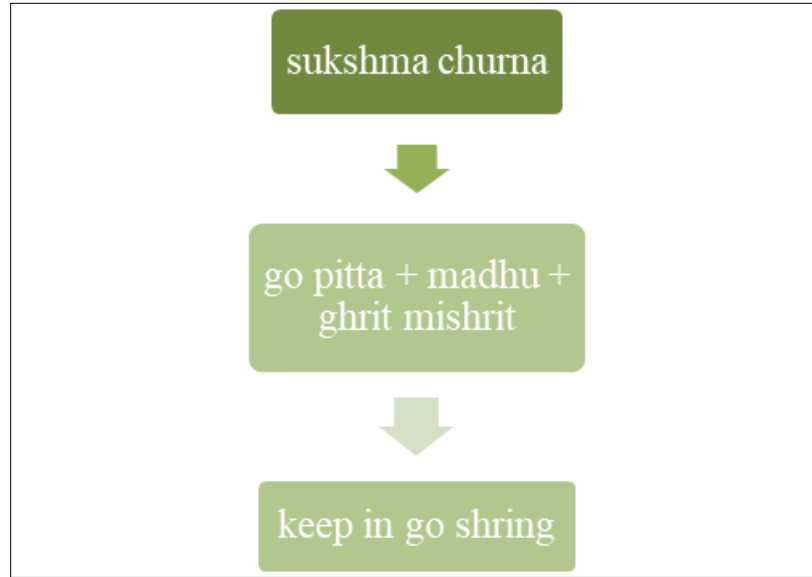 sukshma churna
go pitta + madhu +
ghrit mishrit
keep in go shring